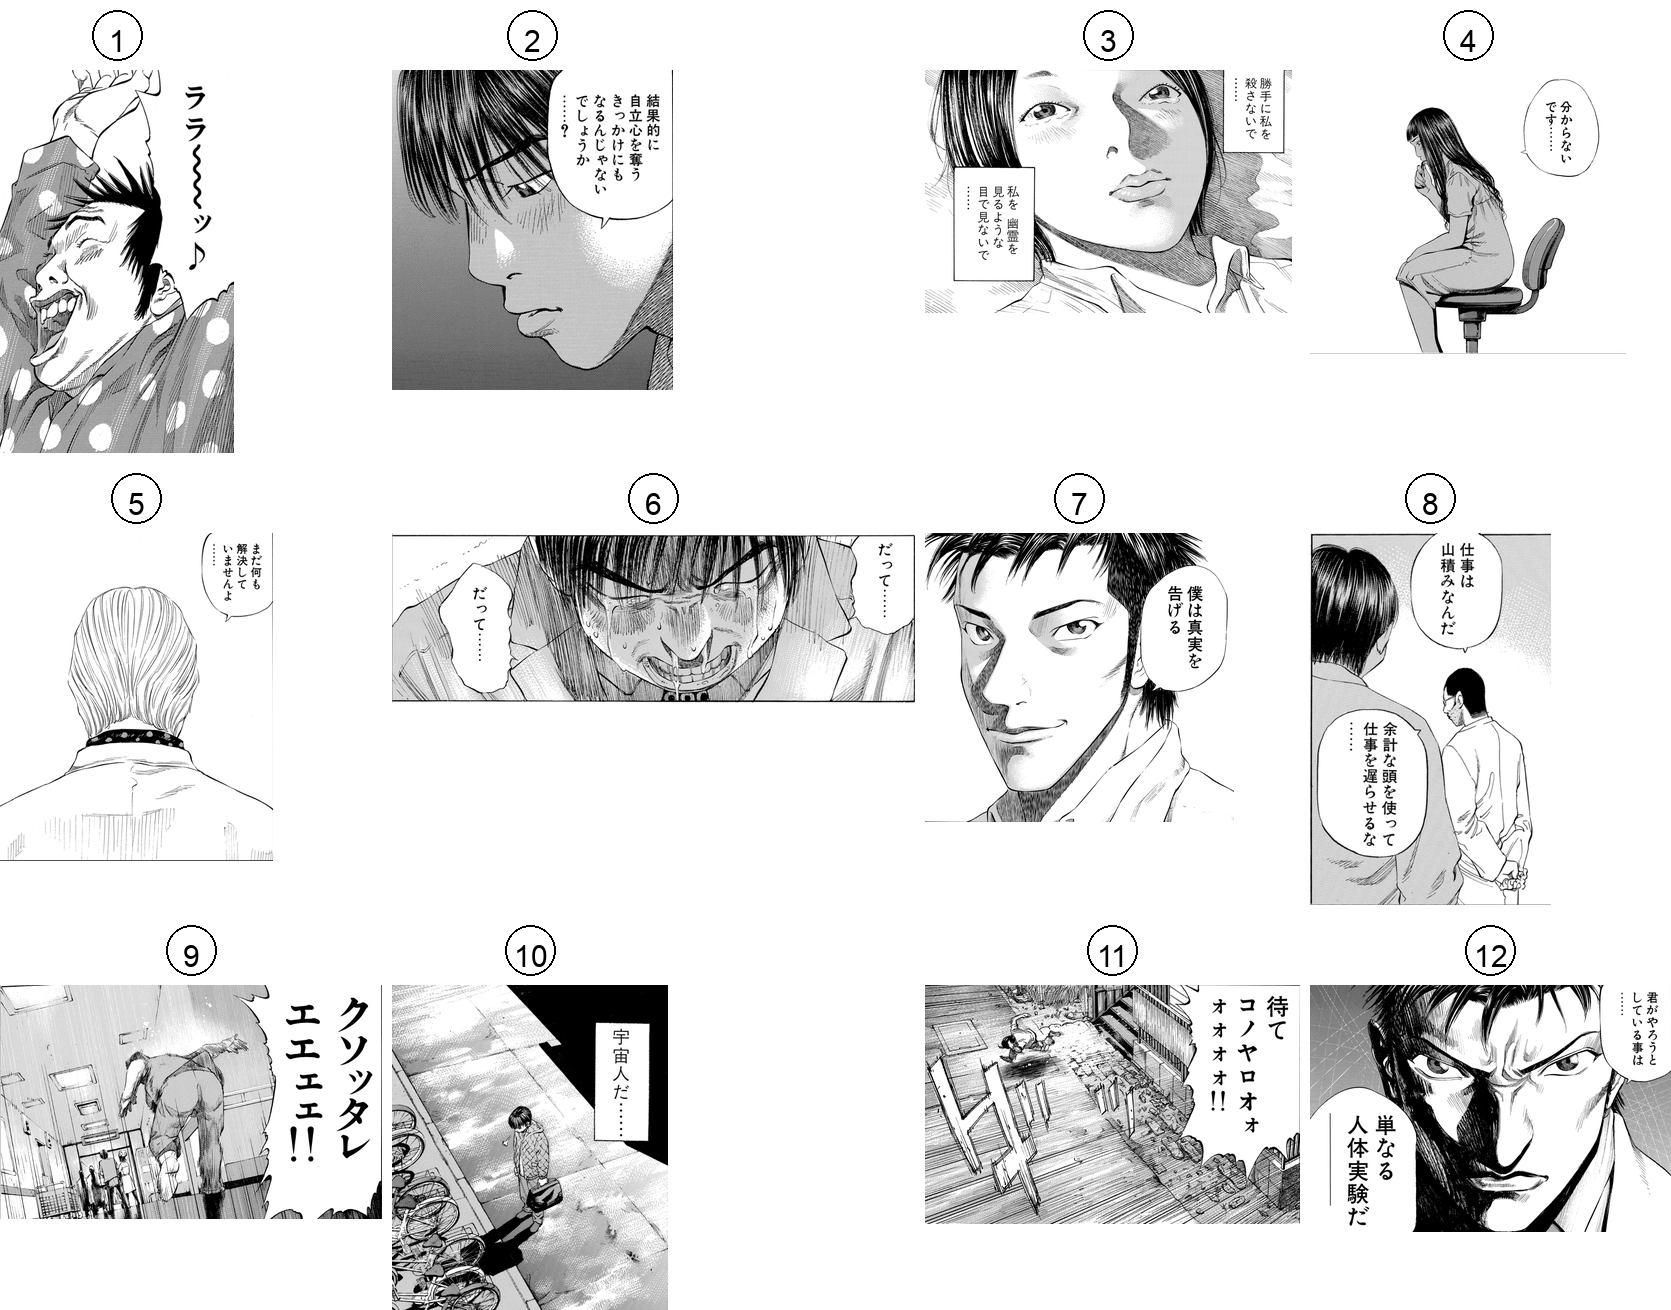 1
ララ～～～ッ♪
2
結果的に
自立心を奪う
きっかけにも
なるんじゃない
でしょうか
……？
3
勝手に私を
殺さないで
……
私を 幽霊を
見るような
目で見ないで
……
4
分からない
です……
5
まだ何も
解決して
いませんよ
……
6
だって……
だって……
7
僕は真実を
告げる
8
仕事は
山積みなんだ
余計な頭を使って
仕事を遅らせるな
……
9
クソッタレ
エエェェ!!
10
宇宙人だ……
11
待て
コノヤロオォ
ォォォォォ!!
12
君がやろうと
している事は
……
単なる
人体実験だ